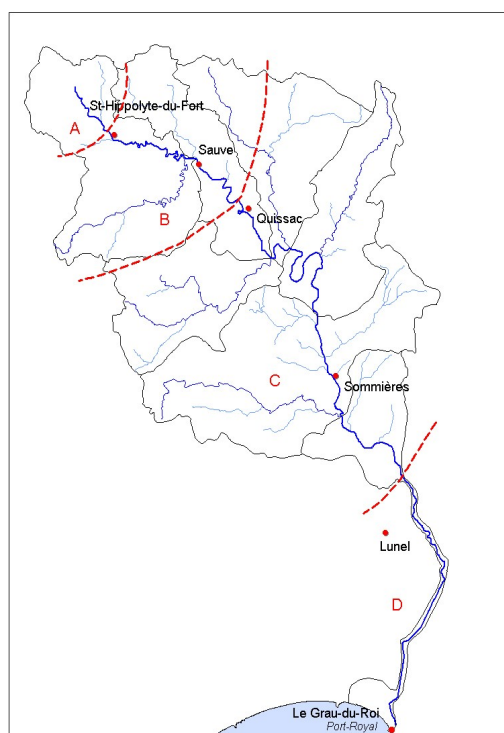 St-Hippolyte-du-Fort
A
Sauve
B
Quissac
C
Sommières
Lunel
D
Le Grau-du-Roi
Port-Royal